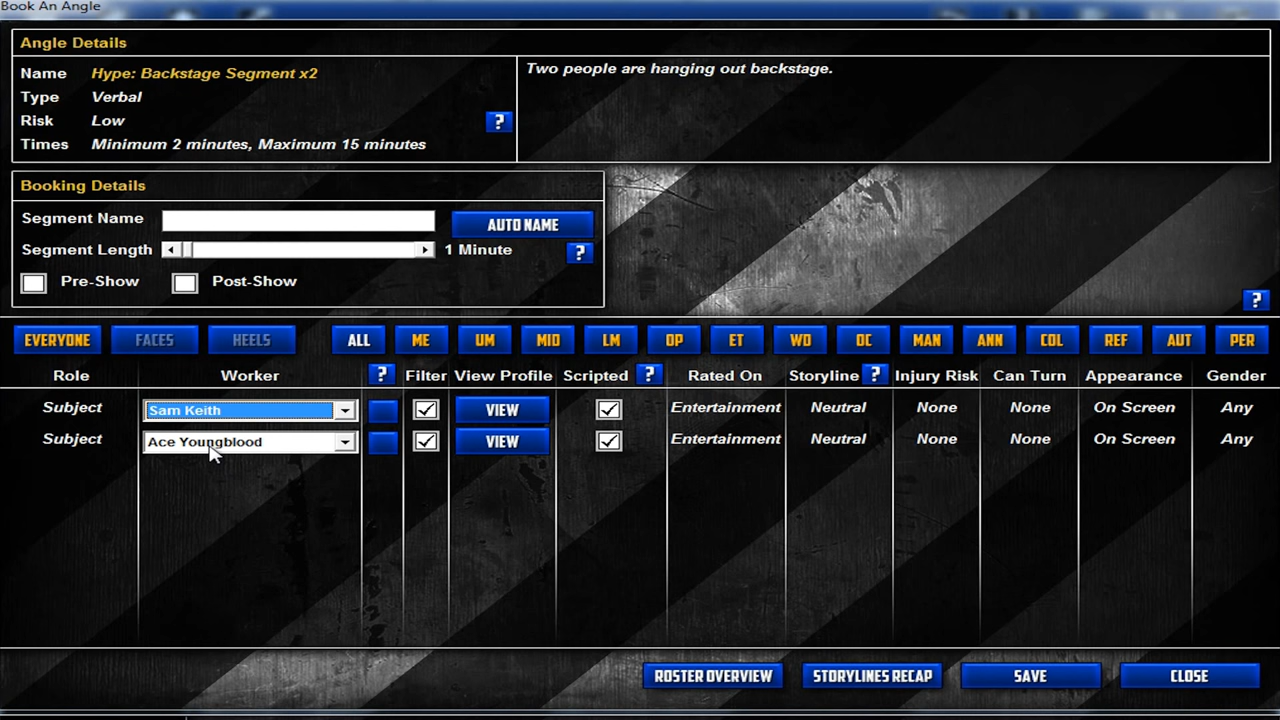 Book An Angle
Angle Details
Name Hype: Backstage Segment x2
Type Verbal
Risk Low
?
Times Minimum 2 minutes, Maximum 15 minutes
Two people are hanging out backstage.
Booking Details
Segment Name AUTO NAME
Segment Length 1 Minute ?
Pre-Show Post-Show
?
EVERYONE FACES HEELS ALL ME UM MID LM OP ET WO OC MAN ANN COL REF AUT PER
Role Worker ? Filter View Profile Scripted ? Rated On Storyline ? Injury Risk Can Turn Appearance Gender
Subject Sam Keith VIEW Entertainment Neutral None None On Screen Any
Subject Ace Youngblood VIEW Entertainment Neutral None None On Screen Any
ROSTER OVERVIEW STORYLINES RECAP SAVE CLOSE